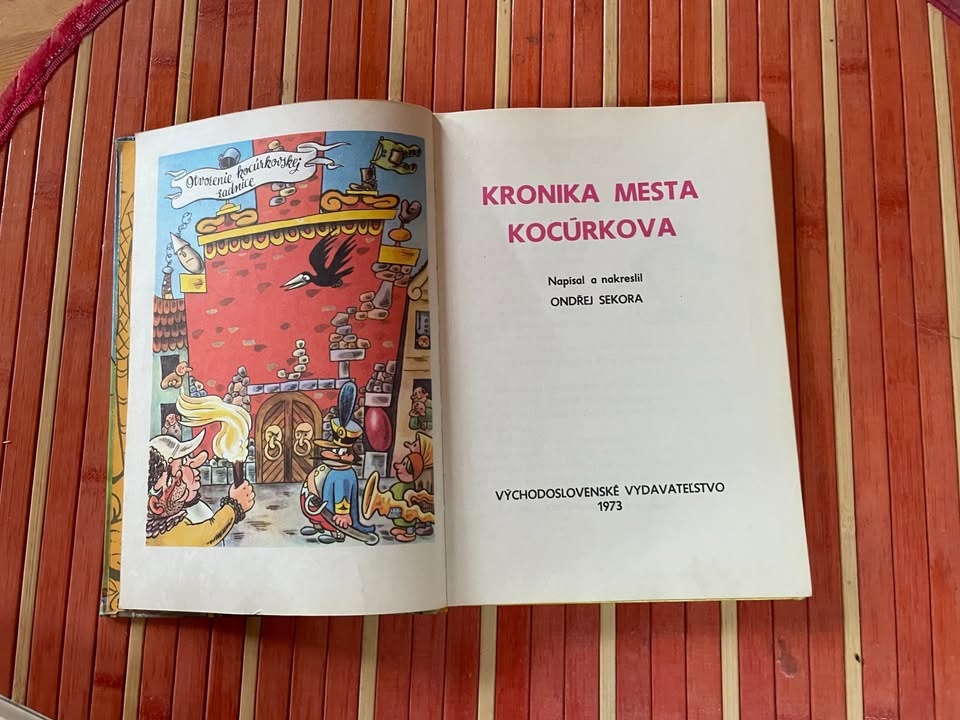 Otvorenie kocúrkovskej
radnice
KRONIKA MESTA
KOCÚRKOVA
Napísal a nakreslil
ONDŘEJ SEKORA
VÝCHODOSLOVENSKÉ VYDAVATEĽSTVO
1973